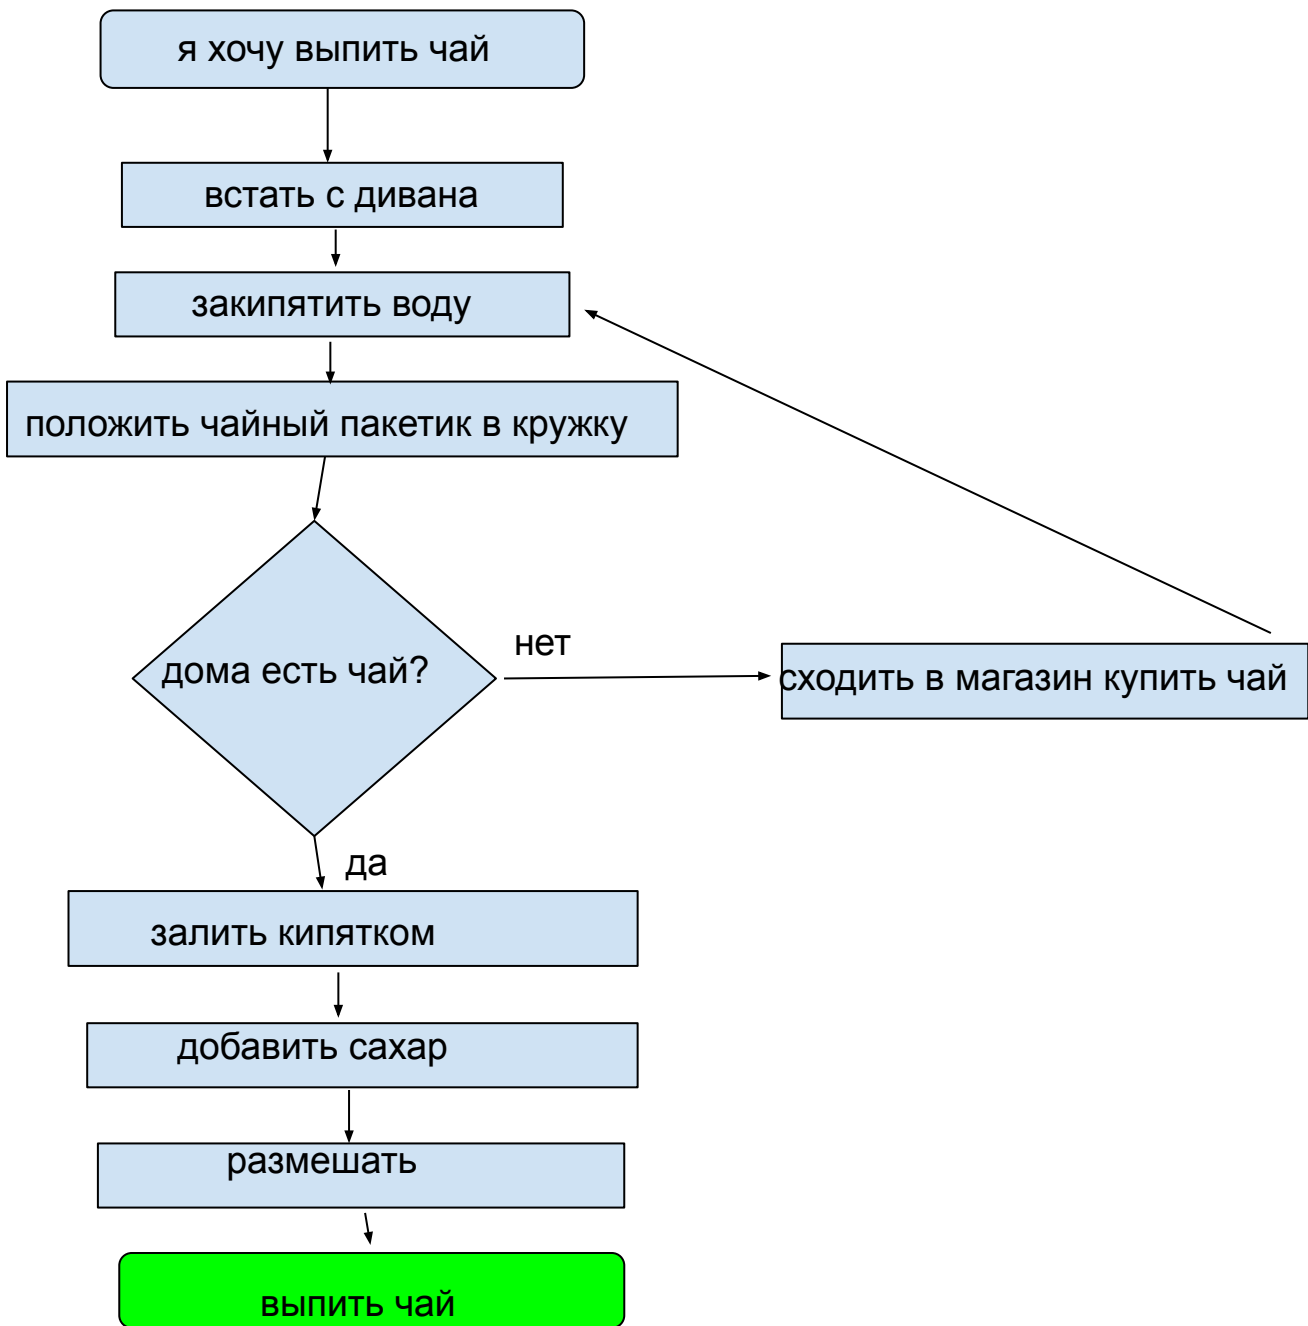 я хочу выпить чай
встать с дивана
закипятить воду
положить чайный пакетик в кружку
дома есть чай?
нет
сходить в магазин купить чай
да
залить кипятком
добавить сахар
размешать
выпить чай